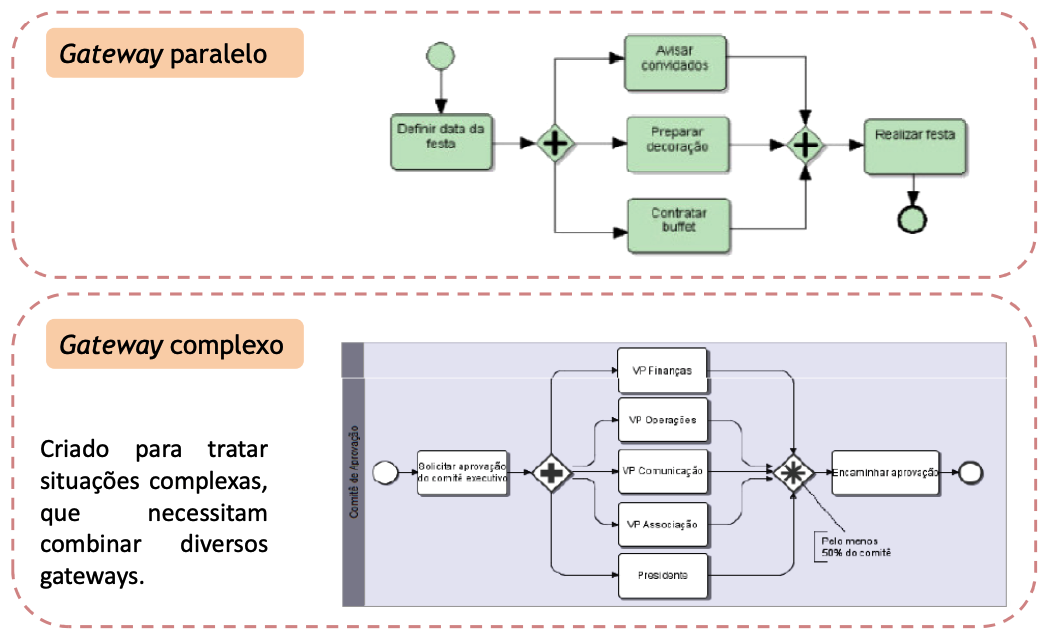 Gateway paralelo
Definir data da
festa
Avisar
convidados
Preparar
decoração
Contratar
buffet
Realizar festa
Gateway complexo
Criado para tratar
situações complexas,
que necessitam
combinar diversos
gateways.
Comitê de Aprovação
Solicitar aprovação
do comitê executivo
VP Finanças
VP Operações
VP Comunicação
VP Associação
Presidente
Encaminhar aprovação
Pelo menos
50% do comitê